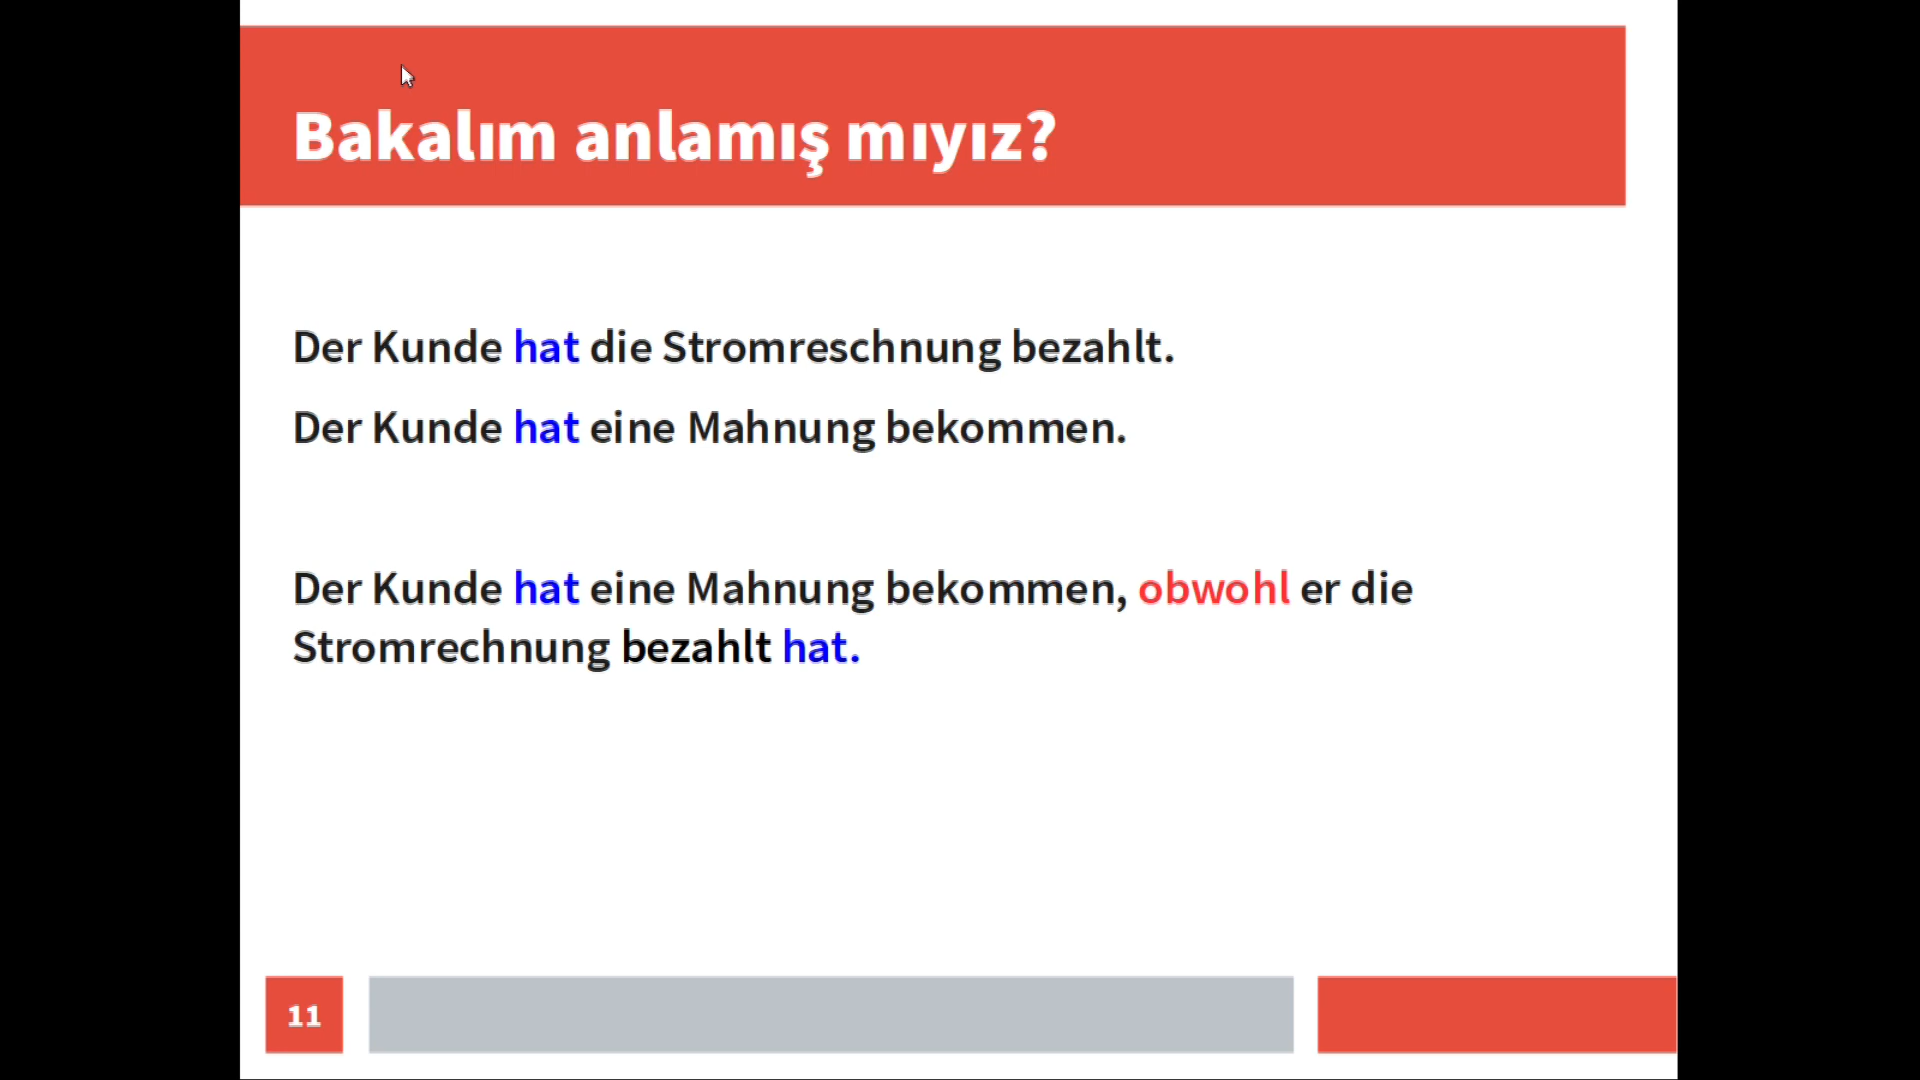 Bakalım anlamış mıyız?
Der Kunde hat die Stromreschnung bezahlt.
Der Kunde hat eine Mahnung bekommen.
Der Kunde hat eine Mahnung bekommen, obwohl er die
Stromrechnung bezahlt hat.
11